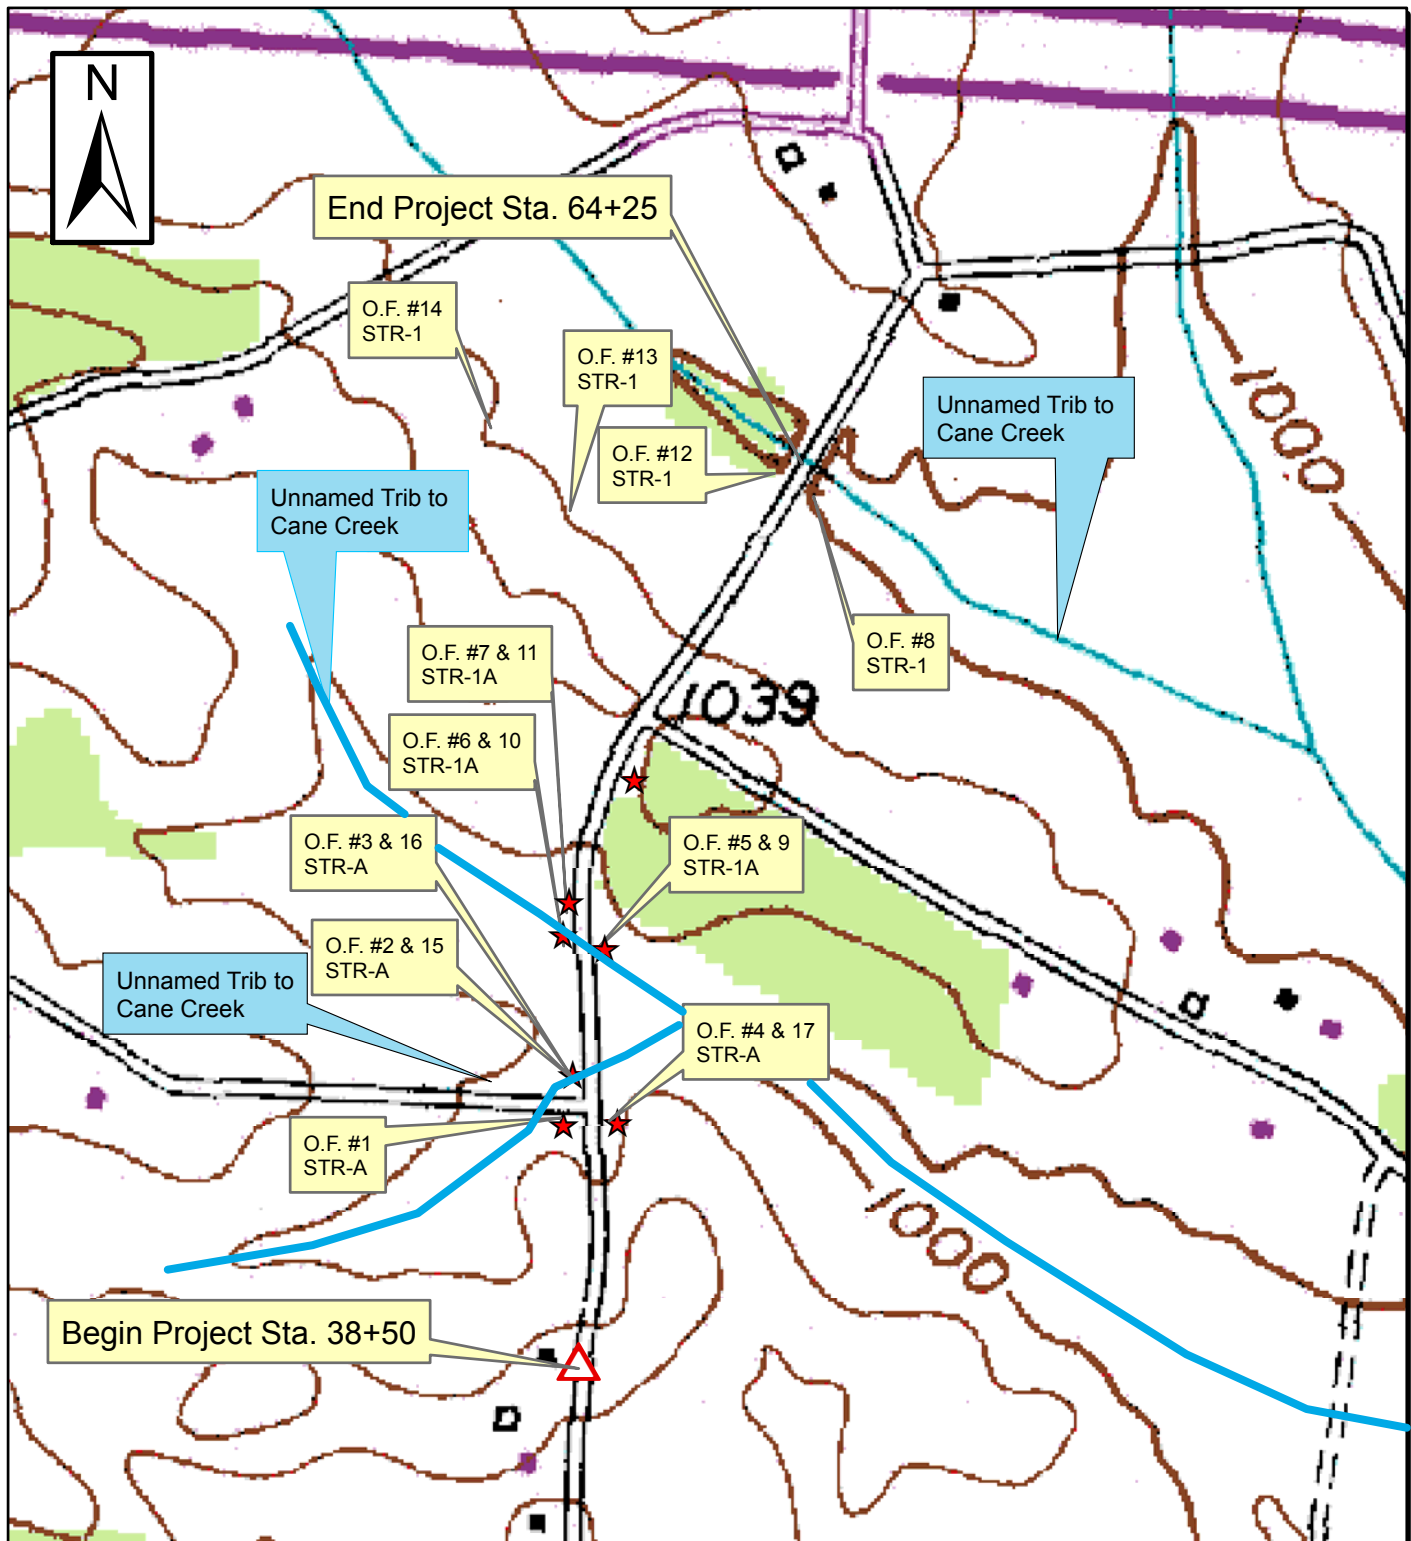 N
End Project Sta. 64+25
O.F. #14
STR-1
O.F. #13
STR-1
1000
Unnamed Trib to
Cane Creek
O.F. #12
STR-1
Unnamed Trib to
Cane Creek
O.F. #8
STR-1
O.F. #7 & 11
STR-1A
1039
O.F. #6 & 10
STR-1A
O.F. #3 & 16
STR-A
O.F. #5 & 9
STR-1A
O.F. #2 & 15
STR-A
Unnamed Trib to
Cane Creek
O.F. #4 & 17
STR-A
O.F. #1
STR-A
1000
Begin Project Sta. 38+50